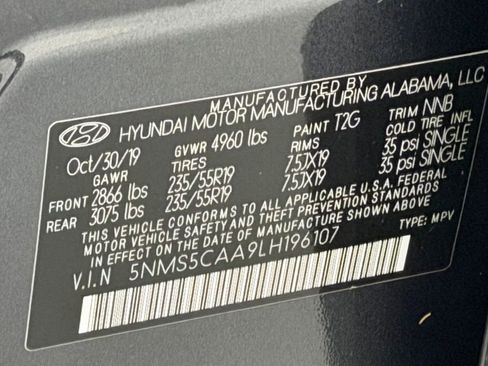 MANUFACTURED BY
HYUNDAI MOTOR MANUFACTURING ALABAMA, LLC
Oct/30/19 GVWR 4960 lbs PAINT T2G TRIM NNB
GAWR TIRES RIMS COLD TIRE INFL
FRONT 2866 lbs 235/55R19 7.5JX19 35 psi SINGLE
REAR 3075 lbs 235/55R19 7.5JX19 35 psi SINGLE
THIS VEHICLE CONFORMS TO ALL APPLICABLE U.S.A. FEDERAL
MOTOR VEHICLE SAFETY AND THEFT PREVENTION STANDARDS
IN EFFECT ON THE DATE OF MANUFACTURE SHOWN ABOVE.
V.I.N 5NMS5CAA9LH196107 TYPE: MPV